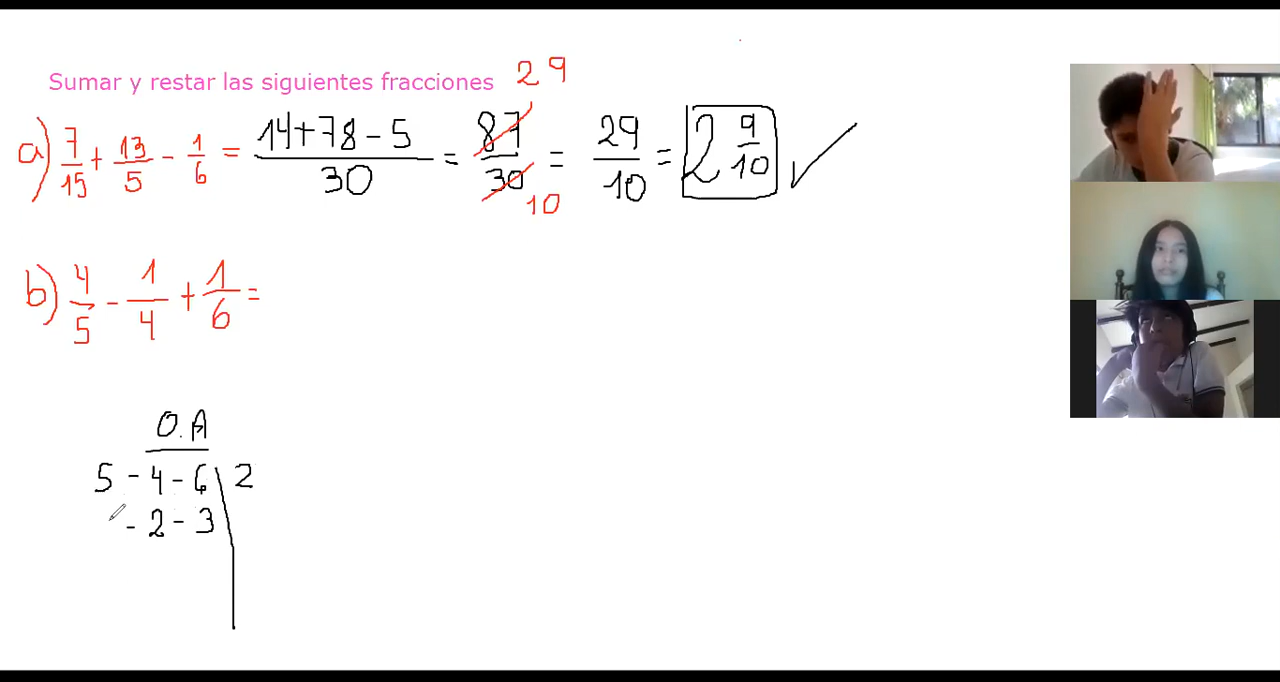 Sumar y restar las siguientes fracciones
a) 7/15 + 13/5 - 1/6 = (14+78-5)/30 = 87/30 = 29/10 = 2 9/10 ✓
29
10
b) 4/5 - 1/4 + 1/6 =
O.A
5 - 4 - 6 | 2
- 2 - 3 |